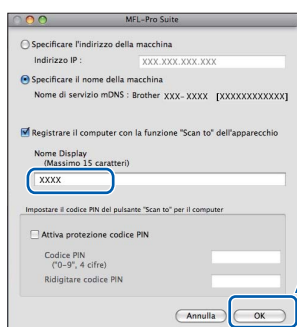 MFL-Pro Suite
Specificare l'indirizzo della macchina
Indirizzo IP : XXX.XXX.XXX.XXX
Specificare il nome della macchina
Nome di servizio mDNS : Brother XXX- XXXX [XXXXXXXXXXXX]
Registrare il computer con la funzione "Scan to" dell'apparecchio
Nome Display
(Massimo 15 caratteri)
XXXX
Impostare il codice PIN del pulsante "Scan to" per il computer
Attiva protezione codice PIN
Codice PIN
("0-9", 4 cifre)
Ridigitare codice PIN
Annulla OK